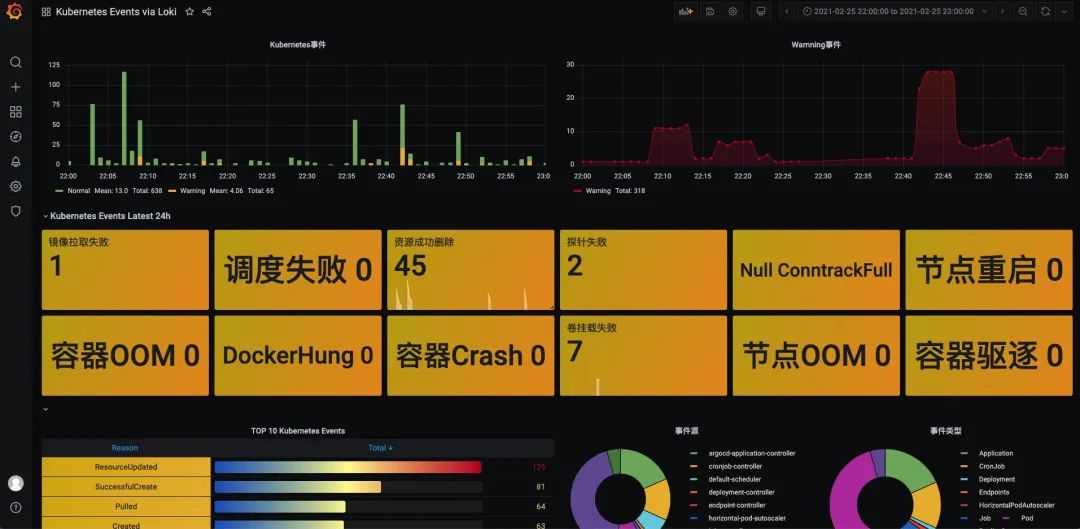 Kubernetes Events via Loki
2021-02-25 22:00:00 to 2021-02-25 23:00:00
Kubernetes事件
125
100
75
50
25
0
22:00 22:05 22:10 22:15 22:20 22:25 22:30 22:35 22:40 22:45 22:50 22:55 23:0
Normal Mean: 13.0 Total: 638 Warning Mean: 4.06 Total: 65
Warnning事件
30
20
10
0
22:00 22:05 22:10 22:15 22:20 22:25 22:30 22:35 22:40 22:45 22:50 22:55 23:0
Warning Total: 318
Kubernetes Events Latest 24h
镜像拉取失败
1
调度失败 0
资源成功删除
45
探针失败
2
Null ConntrackFull
节点重启 0
容器OOM 0
DockerHung 0
容器Crash 0
卷挂载失败
7
节点OOM 0
容器驱逐 0
TOP 10 Kubernetes Events
Reason Total
ResourceUpdated 129
SuccessfulCreate 81
Pulled 64
Created 63
事件源
argocd-application-controller
cronjob-controller
default-scheduler
deployment-controller
endpoint-controller
horizontal-pod-autoscaler
事件类型
Application
CronJob
Deployment
Endpoints
HorizontalPodAutoscaler
Job Pod